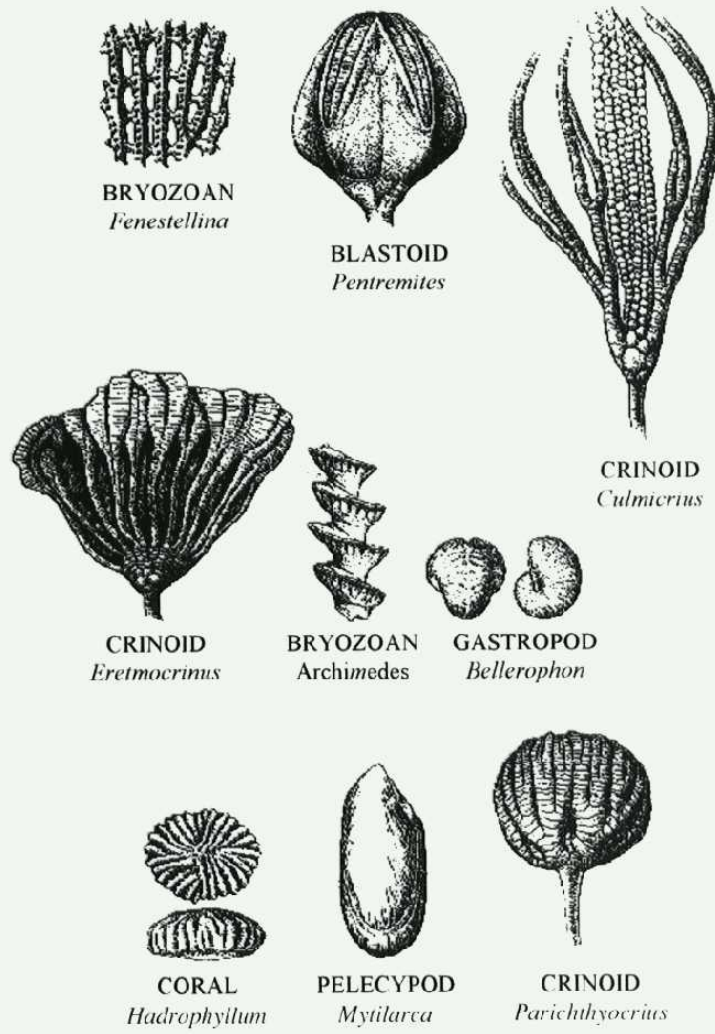 BRYOZOAN
Fenestellina
BLASTOID
Pentremites
CRINOID
Culmicrius
CRINOID
Eretmocrinus
BRYOZOAN
Archimedes
GASTROPOD
Bellerophon
CORAL
Hadrophyllum
PELECYPOD
Mytilarca
CRINOID
Parichthyocrius